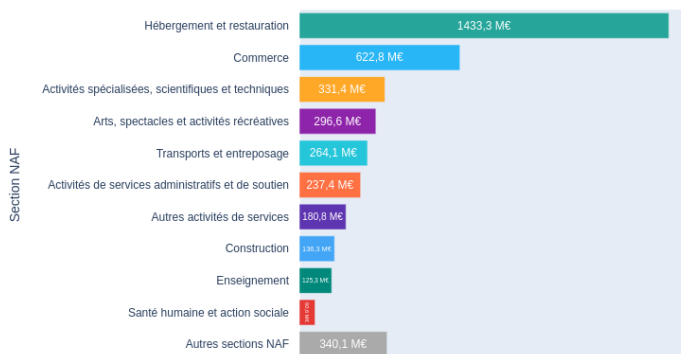 Section NAF
Hébergement et restauration 1433,3 M€
Commerce 622,8 M€
Activités spécialisées, scientifiques et techniques 331,4 M€
Arts, spectacles et activités récréatives 296,6 M€
Transports et entreposage 264,1 M€
Activités de services administratifs et de soutien 237,4 M€
Autres activités de services 180,8 M€
Construction 136,3 M€
Enseignement 125,3 M€
Santé humaine et action sociale M€
Autres sections NAF 340,1 M€